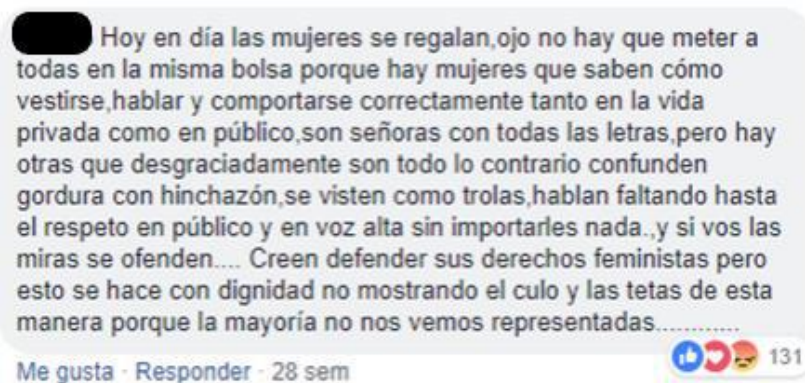 Hoy en día las mujeres se regalan,ojo no hay que meter a
todas en la misma bolsa porque hay mujeres que saben cómo
vestirse,hablar y comportarse correctamente tanto en la vida
privada como en público,son señoras con todas las letras,pero hay
otras que desgraciadamente son todo lo contrario confunden
gordura con hinchazón,se visten como trolas,hablan faltando hasta
el respeto en público y en voz alta sin importarles nada.,y si vos las
miras se ofenden.... Creen defender sus derechos feministas pero
esto se hace con dignidad no mostrando el culo y las tetas de esta
manera porque la mayoría no nos vemos representadas............
131
Me gusta · Responder · 28 sem